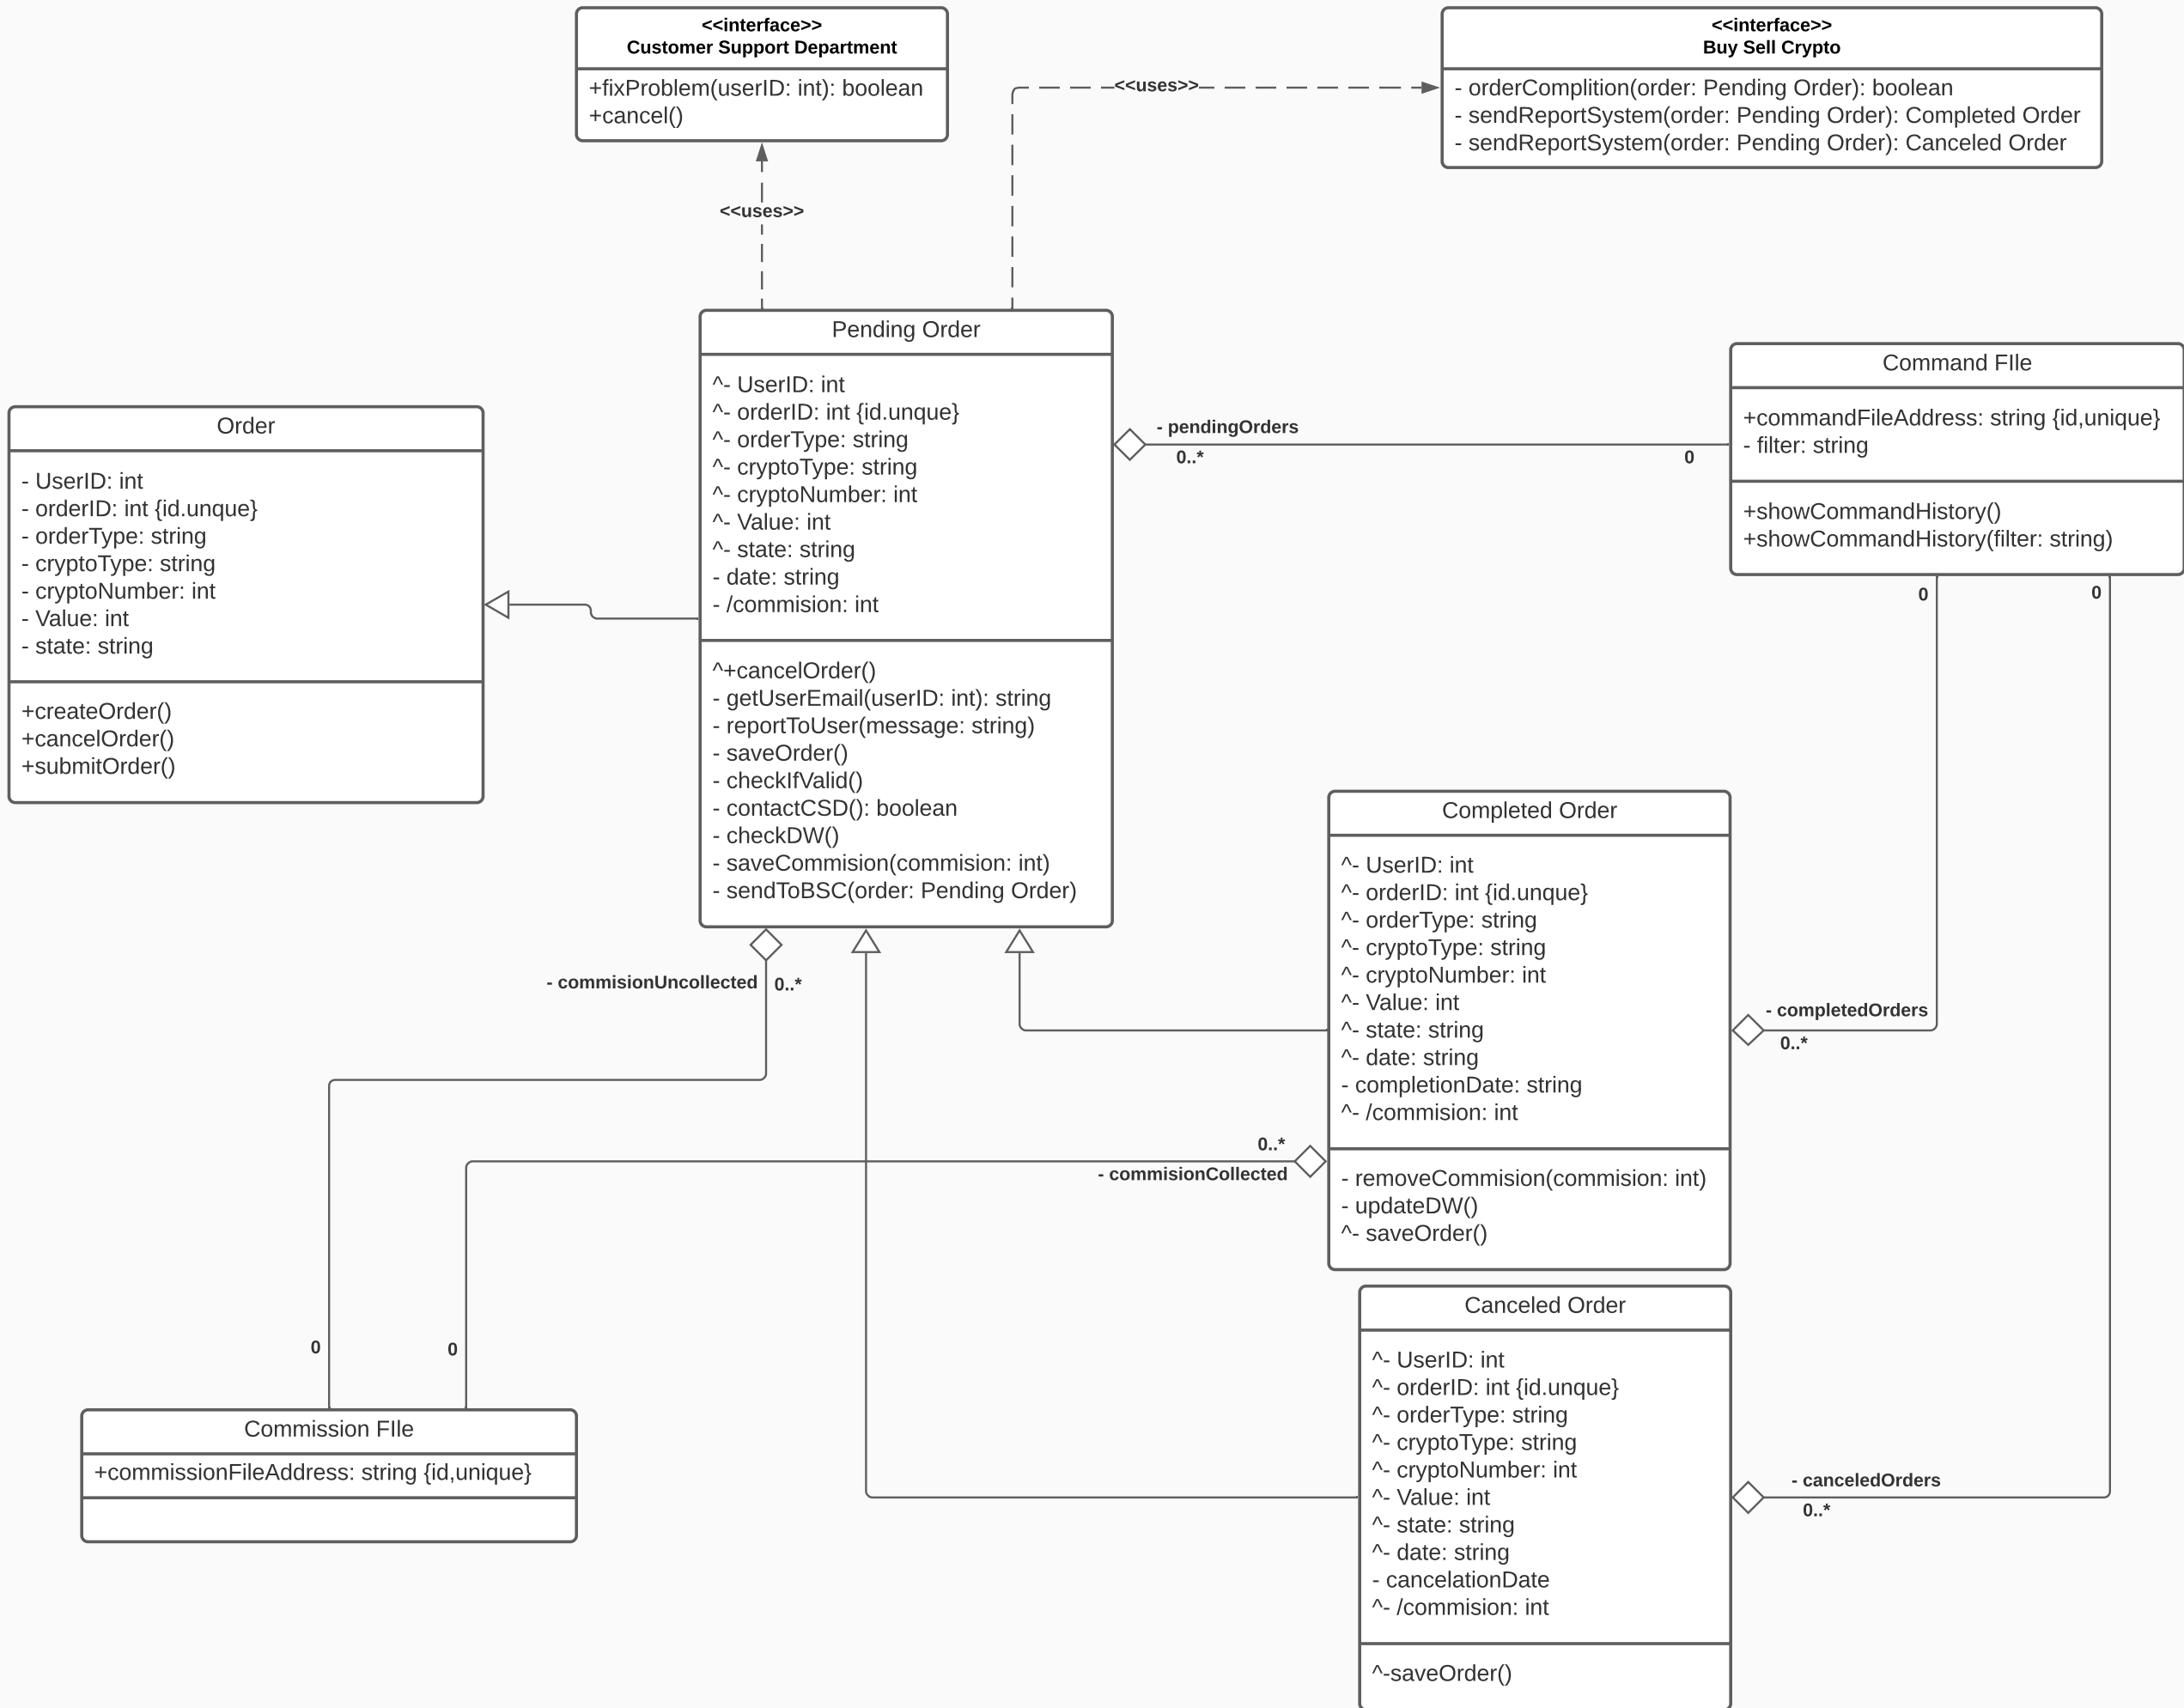 <<interface>>
Customer Support Department
+fixProblem(userID: int): boolean
+cancel()
<<interface>>
Buy Sell Crypto
- orderComplition(order: Pending Order): boolean
- sendReportSystem(order: Pending Order): Completed Order
- sendReportSystem(order: Pending Order): Canceled Order
<<uses>>
<<uses>>
Order
- UserID: int
- orderID: int {id.unque}
- orderType: string
- cryptoType: string
- cryptoNumber: int
- Value: int
- state: string
+createOrder()
+cancelOrder()
+submitOrder()
Pending Order
^- UserID: int
^- orderID: int {id.unque}
^- orderType: string
^- cryptoType: string
^- cryptoNumber: int
^- Value: int
^- state: string
- date: string
- /commision: int
^+cancelOrder()
- getUserEmail(userID: int): string
- reportToUser(message: string)
- saveOrder()
- checkIfValid()
- contactCSD(): boolean
- checkDW()
- saveCommision(commision: int)
- sendToBSC(order: Pending Order)
- pendingOrders
0..*
0
Command FIle
+commandFileAddress: string {id,unique}
- filter: string
+showCommandHistory()
+showCommandHistory(filter: string)
0
0
Completed Order
^- UserID: int
^- orderID: int {id.unque}
^- orderType: string
^- cryptoType: string
^- cryptoNumber: int
^- Value: int
^- state: string
^- date: string
- completionDate: string
^- /commision: int
- removeCommision(commision: int)
- updateDW()
^- saveOrder()
- completedOrders
0..*
- commisionUncollected
0..*
0..*
- commisionCollected
0
0
Commission FIle
+commissionFileAddress: string {id,unique}
Canceled Order
^- UserID: int
^- orderID: int {id.unque}
^- orderType: string
^- cryptoType: string
^- cryptoNumber: int
^- Value: int
^- state: string
^- date: string
- cancelationDate
^- /commision: int
^-saveOrder()
- canceledOrders
0..*